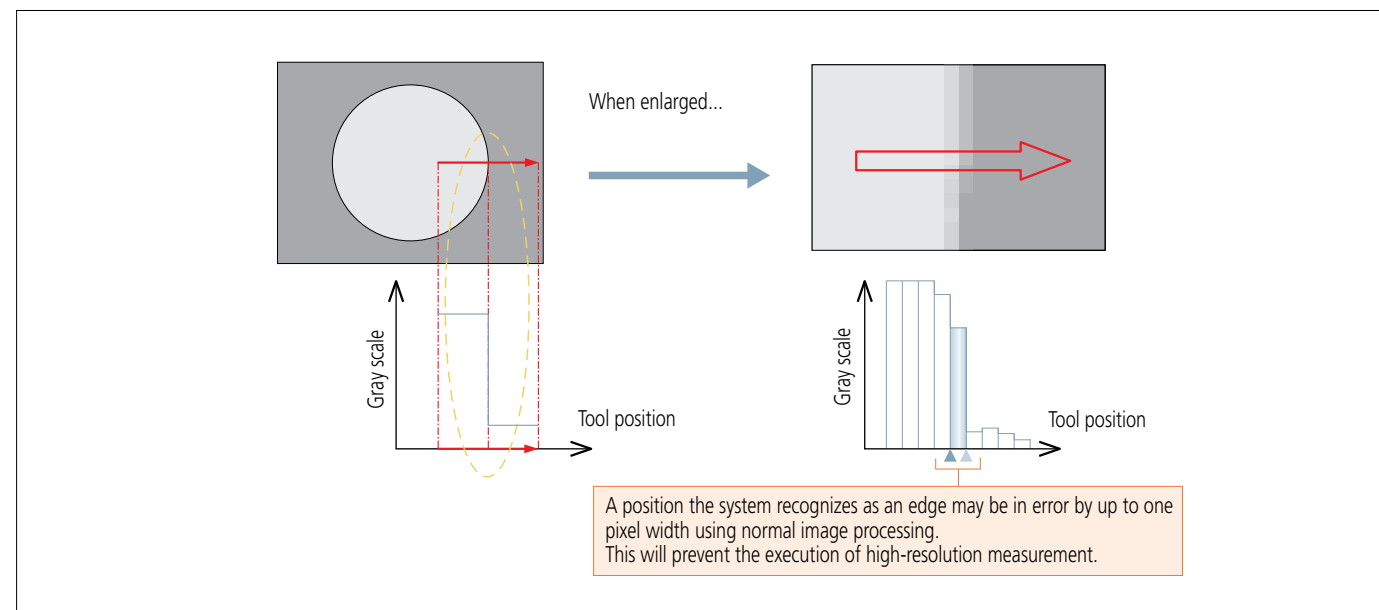 When enlarged...
Gray scale
Tool position
Gray scale
Tool position
A position the system recognizes as an edge may be in error by up to one
pixel width using normal image processing.
This will prevent the execution of high-resolution measurement.